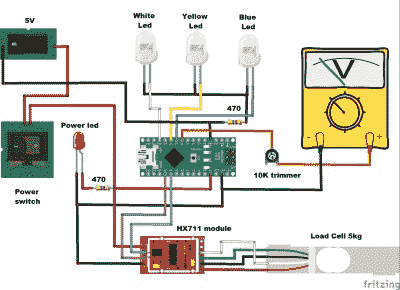 White
Led
Yellow
Led
Blue
Led
5V
V
470
Power led
- +
Power
switch
470
10K trimmer
HX711 module
Load Cell 5kg
fritzing